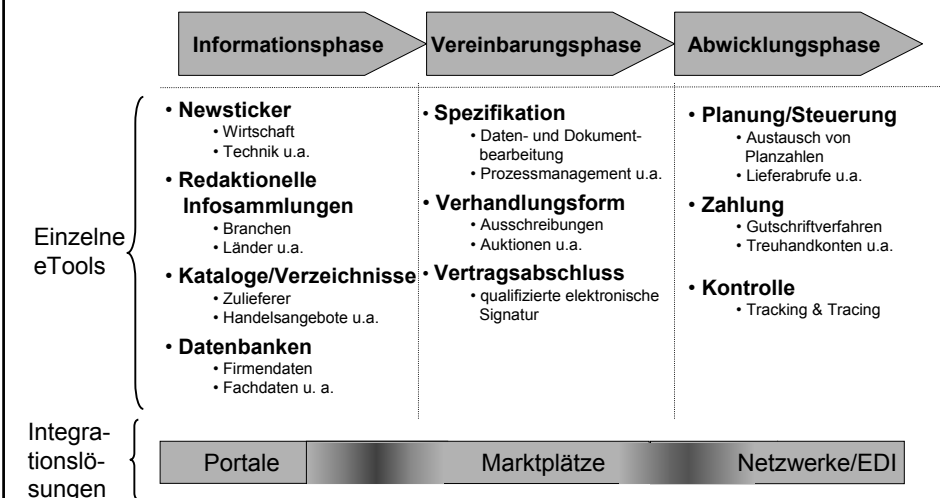 Informationsphase
Vereinbarungsphase
Abwicklungsphase
Einzelne
eTools
• Newsticker
• Wirtschaft
• Technik u.a.
• Redaktionelle
Infosammlungen
• Branchen
• Länder u.a.
• Kataloge/Verzeichnisse
• Zulieferer
• Handelsangebote u.a.
• Datenbanken
• Firmendaten
• Fachdaten u. a.
• Spezifikation
• Daten- und Dokument-
bearbeitung
• Prozessmanagement u.a.
• Verhandlungsform
• Ausschreibungen
• Auktionen u.a.
• Vertragsabschluss
• qualifizierte elektronische
Signatur
• Planung/Steuerung
• Austausch von
Planzahlen
• Lieferabrufe u.a.
• Zahlung
• Gutschriftverfahren
• Treuhandkonten u.a.
• Kontrolle
• Tracking & Tracing
Integra-
tionslö-
sungen
Portale
Marktplätze
Netzwerke/EDI